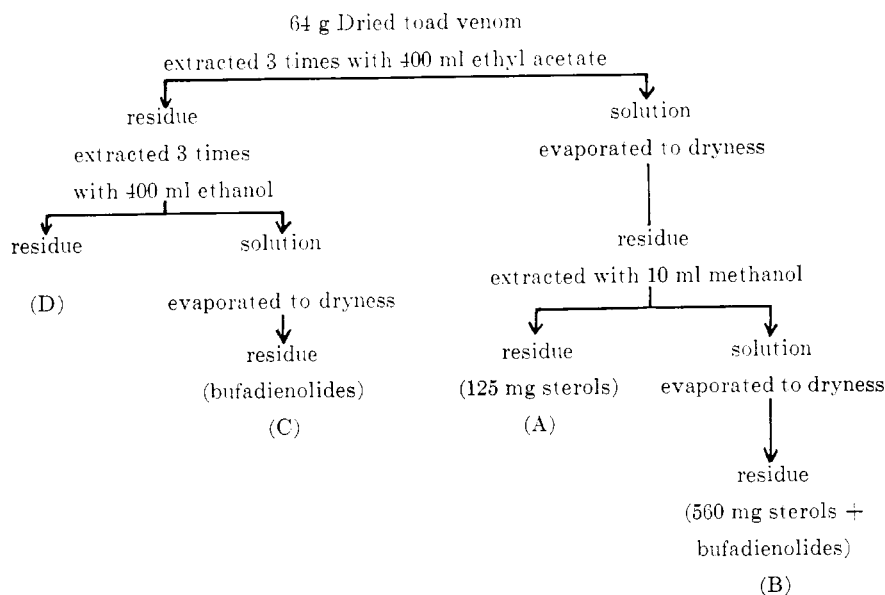 64 g Dried toad venom
extracted 3 times with 400 ml ethyl acetate
residue
extracted 3 times
with 400 ml ethanol
residue
(D)
solution
evaporated to dryness
residue
(bufadienolides)
(C)
solution
evaporated to dryness
residue
extracted with 10 ml methanol
residue
(125 mg sterols)
(A)
solution
evaporated to dryness
residue
(560 mg sterols +
bufadienolides)
(B)